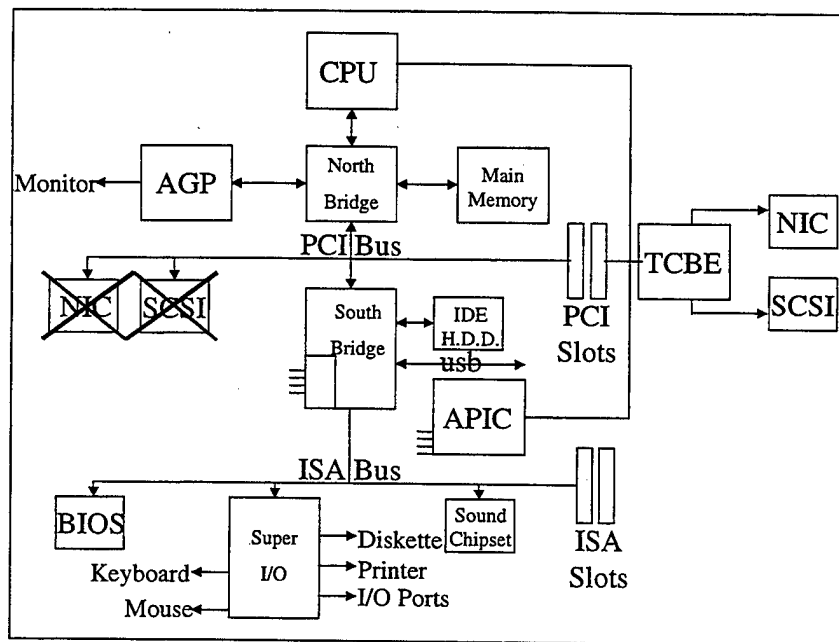 CPU
North
Bridge
Main
Memory
Monitor
AGP
NIC
PCI Bus
TCBE
NIC
SCSI
SCSI
South
Bridge
IDE
H.D.D.
PCI
Slots
usb
APIC
ISA Bus
BIOS
Super
I/O
Diskette
Sound
Chipset
ISA
Slots
Keyboard
Printer
Mouse
I/O Ports